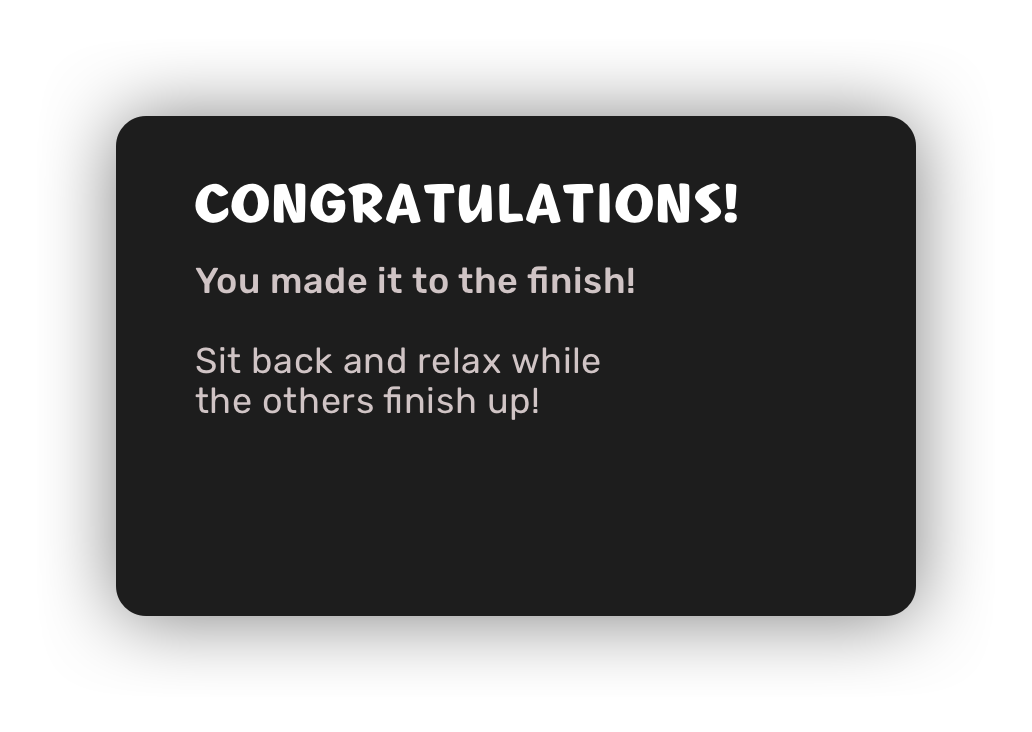 CONGRATULATIONS!
You made it to the finish!
Sit back and relax while
the others finish up!